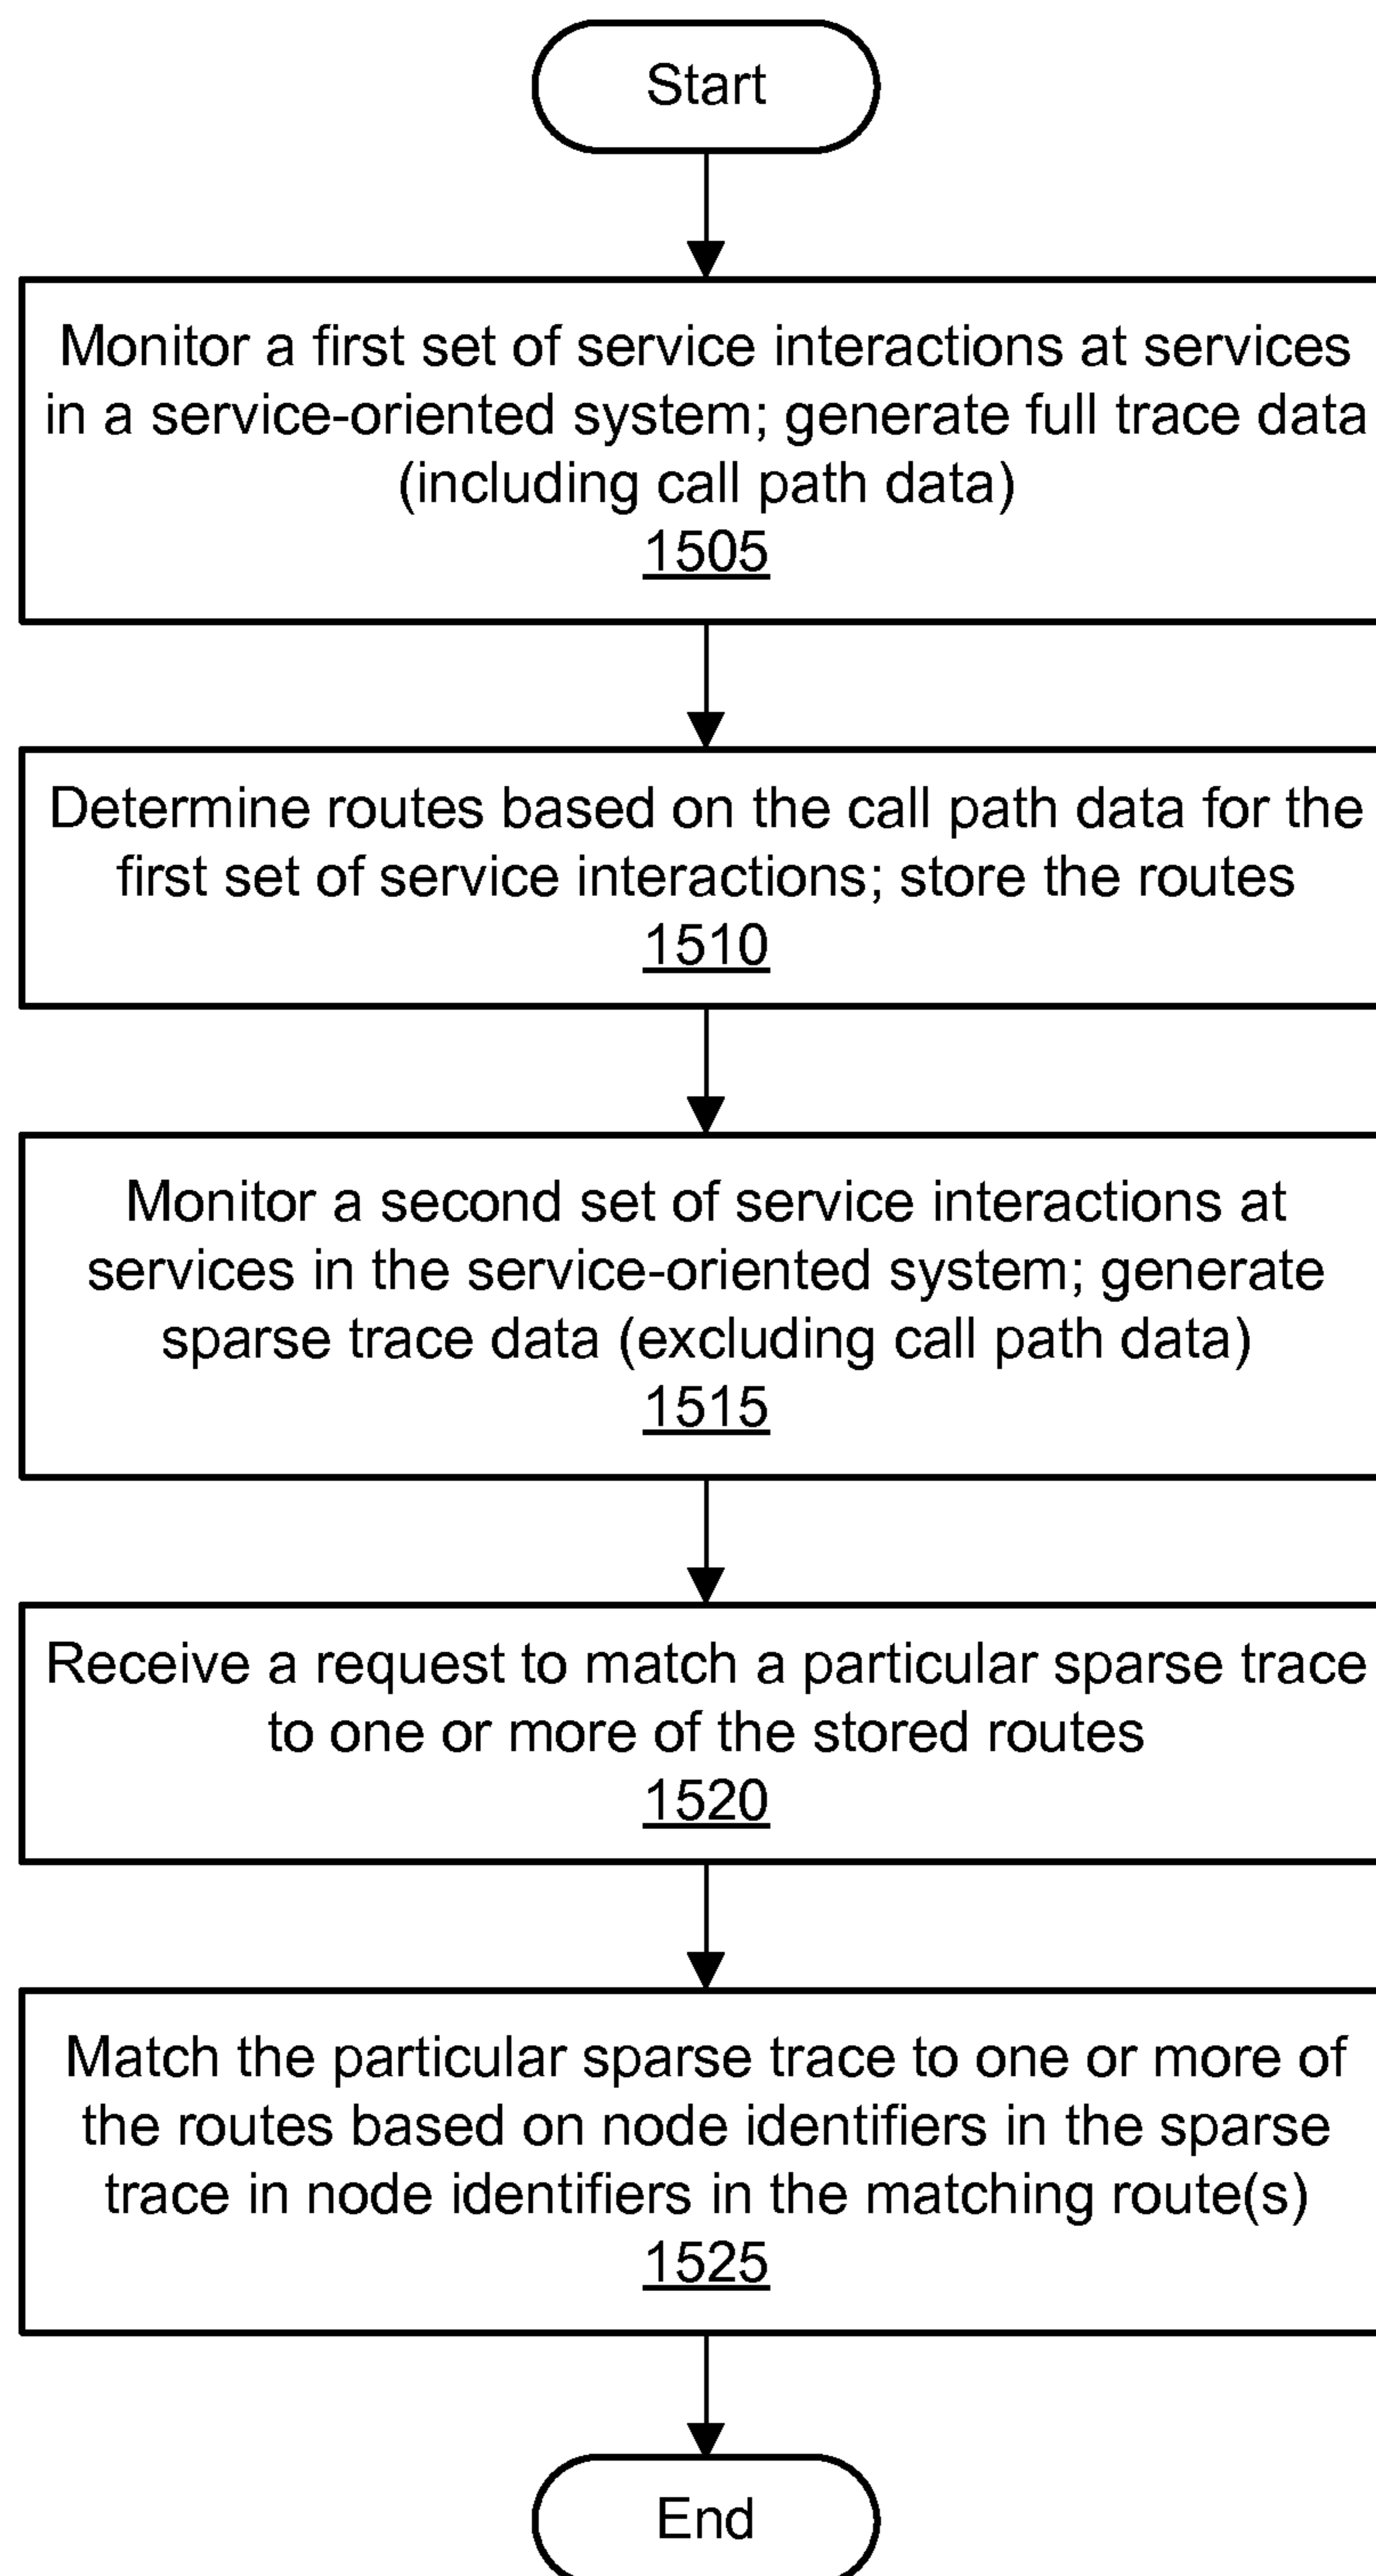 Start
Monitor a first set of service interactions at services
in a service-oriented system; generate full trace data
(including call path data)
1505
Determine routes based on the call path data for the
first set of service interactions; store the routes
1510
Monitor a second set of service interactions at
services in the service-oriented system; generate
sparse trace data (excluding call path data)
1515
Receive a request to match a particular sparse trace
to one or more of the stored routes
1520
Match the particular sparse trace to one or more of
the routes based on node identifiers in the sparse
trace in node identifiers in the matching route(s)
1525
End